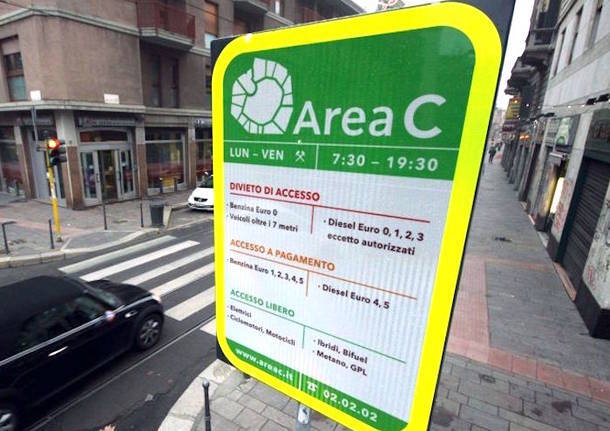 Area C
LUN – VEN 7:30 – 19:30
DIVIETO DI ACCESSO
· Benzina Euro 0
· Veicoli oltre i 7 metri
· Diesel Euro 0, 1, 2, 3
eccetto autorizzati
ACCESSO A PAGAMENTO
· Benzina Euro 1, 2, 3, 4, 5
· Diesel Euro 4, 5
ACCESSO LIBERO
· Elettrici
· Ciclomotori, Motocicli
· Ibridi, Bifuel
· Metano, GPL
www.areac.it
02.02.02